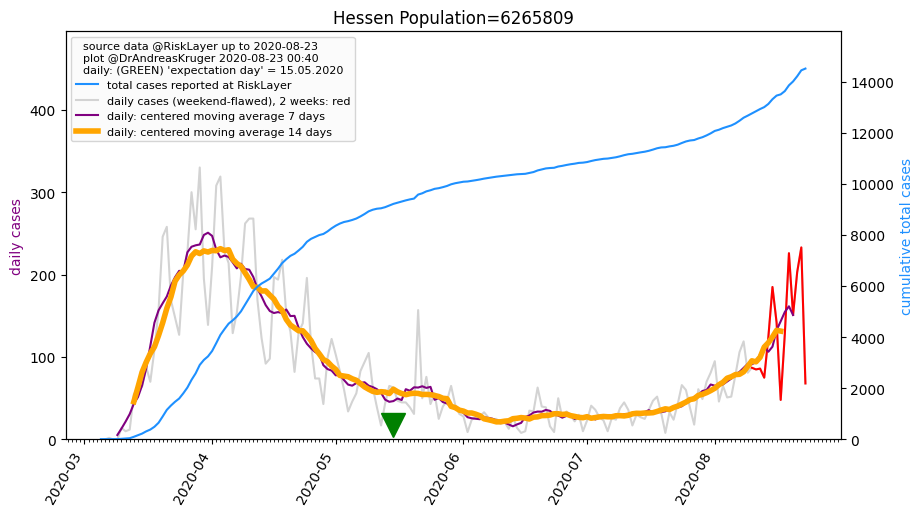 Hessen Population=6265809
source data @RiskLayer up to 2020-08-23
plot @DrAndreasKruger 2020-08-23 00:40
daily: (GREEN) 'expectation day' = 15.05.2020
total cases reported at RiskLayer
daily cases (weekend-flawed), 2 weeks: red
daily: centered moving average 7 days
daily: centered moving average 14 days
daily cases
400
300
200
100
0
cumulative total cases
14000
12000
10000
8000
6000
4000
2000
0
2020-03
2020-04
2020-05
2020-06
2020-07
2020-08